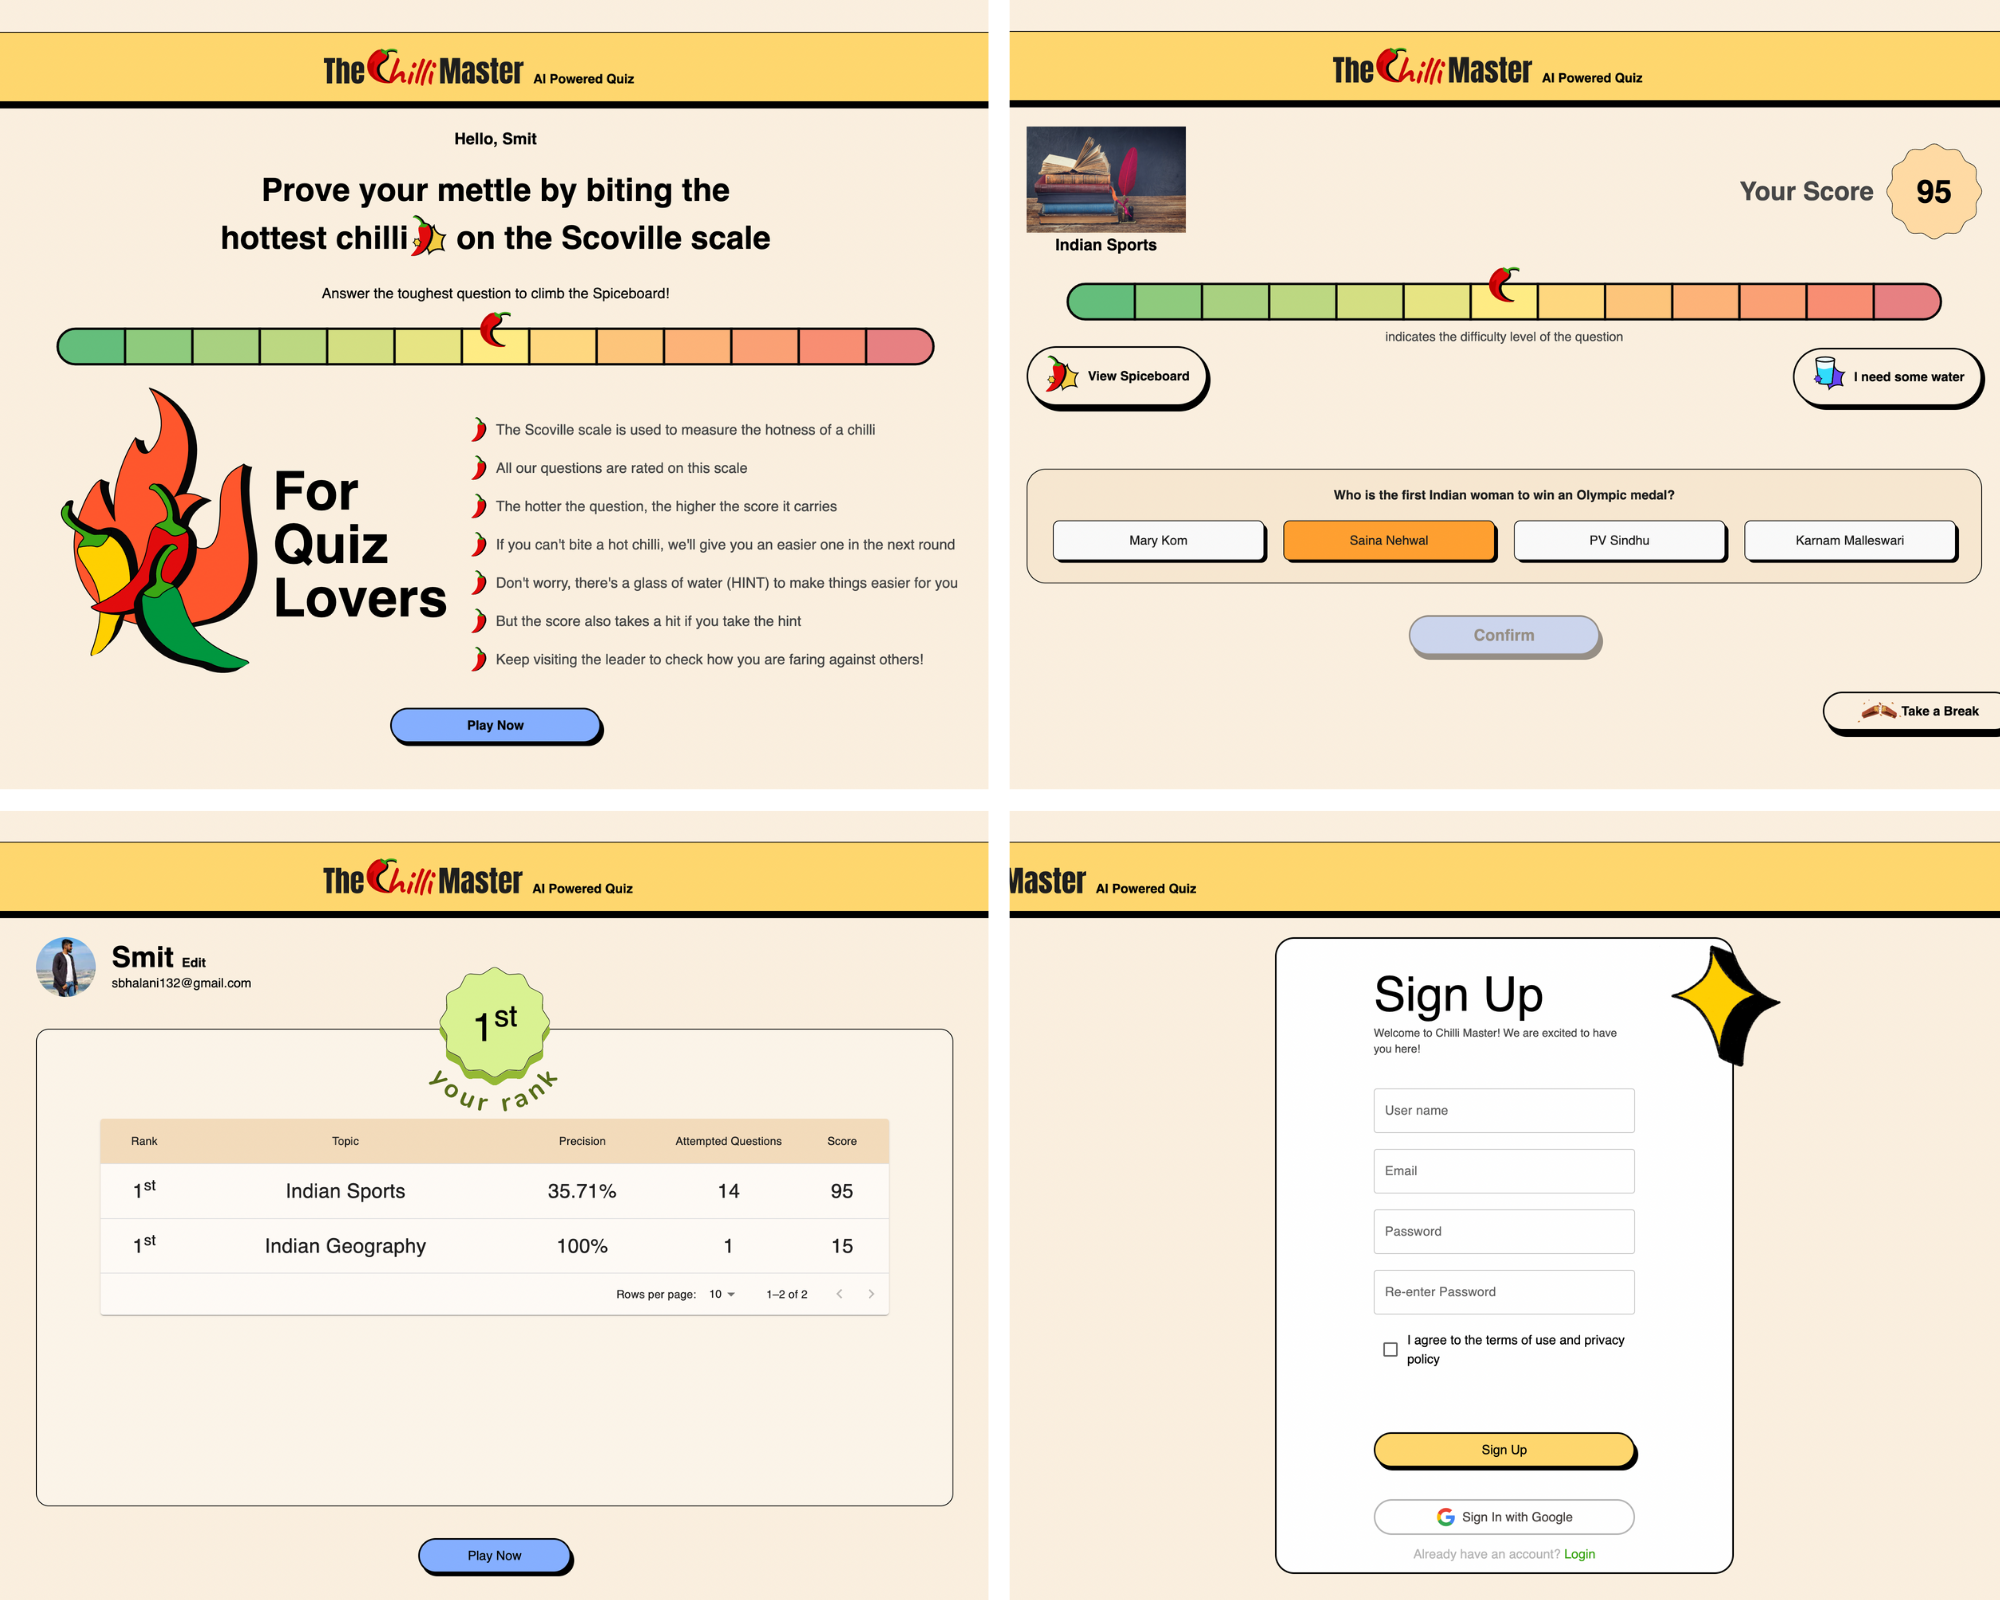 The Chilli Master AI Powered Quiz
Hello, Smit
Prove your mettle by biting the
hottest chilli on the Scoville scale
Answer the toughest question to climb the Spiceboard!
For
Quiz
Lovers
The Scoville scale is used to measure the hotness of a chilli
All our questions are rated on this scale
The hotter the question, the higher the score it carries
If you can't bite a hot chilli, we'll give you an easier one in the next round
Don't worry, there's a glass of water (HINT) to make things easier for you
But the score also takes a hit if you take the hint
Keep visiting the leader to check how you are faring against others!
Play Now
The Chilli Master AI Powered Quiz
Indian Sports
Your Score 95
indicates the difficulty level of the question
View Spiceboard
I need some water
Who is the first Indian woman to win an Olympic medal?
Mary Kom Saina Nehwal PV Sindhu Karnam Malleswari
Confirm
Take a Break
The Chilli Master AI Powered Quiz
Smit Edit
sbhalani132@gmail.com
1st
your rank
Rank Topic Precision Attempted Questions Score
1st Indian Sports 35.71% 14 95
1st Indian Geography 100% 1 15
Rows per page: 10 1–2 of 2
Play Now
Master AI Powered Quiz
Sign Up
Welcome to Chilli Master! We are excited to have
you here!
User name
Email
Password
Re-enter Password
I agree to the terms of use and privacy
policy
Sign Up
Sign In with Google
Already have an account? Login